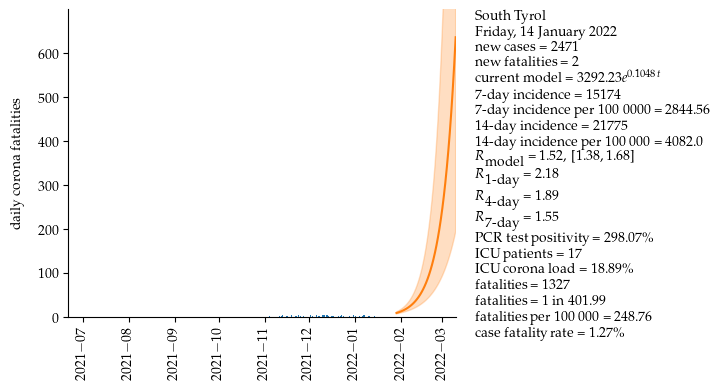 South Tyrol
Friday, 14 January 2022
new cases = 2471
new fatalities = 2
current model = 3292.23e^0.1048 t
7-day incidence = 15174
7-day incidence per 100 0000 = 2844.56
14-day incidence = 21775
14-day incidence per 100 000 = 4082.0
R_model = 1.52, [1.38, 1.68]
R_1-day = 2.18
R_4-day = 1.89
R_7-day = 1.55
PCR test positivity = 298.07%
ICU patients = 17
ICU corona load = 18.89%
fatalities = 1327
fatalities = 1 in 401.99
fatalities per 100 000 = 248.76
case fatality rate = 1.27%
daily corona fatalities
600
500
400
300
200
100
0
2021−07
2021−08
2021−09
2021−10
2021−11
2021−12
2022−01
2022−02
2022−03